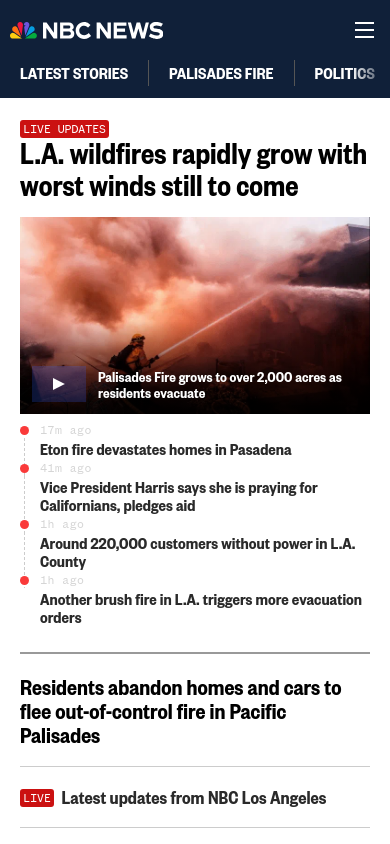 NBC NEWS
LATEST STORIES
PALISADES FIRE
POLITICS
LIVE UPDATES
L.A. wildfires rapidly grow with
worst winds still to come
Palisades Fire grows to over 2,000 acres as
residents evacuate
17m ago
Eton fire devastates homes in Pasadena
41m ago
Vice President Harris says she is praying for
Californians, pledges aid
1h ago
Around 220,000 customers without power in L.A.
County
1h ago
Another brush fire in L.A. triggers more evacuation
orders
Residents abandon homes and cars to
flee out-of-control fire in Pacific
Palisades
LIVE Latest updates from NBC Los Angeles